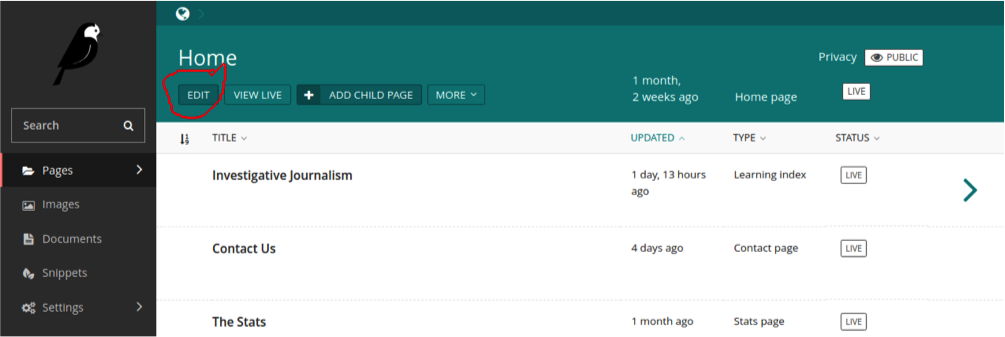 Home
Privacy PUBLIC
EDIT VIEW LIVE ADD CHILD PAGE MORE
1 month,
2 weeks ago
Home page
LIVE
Search
Pages
Images
Documents
Snippets
Settings
TITLE UPDATED TYPE STATUS
Investigative Journalism 1 day, 13 hours ago Learning index LIVE
Contact Us 4 days ago Contact page LIVE
The Stats 1 month ago Stats page LIVE